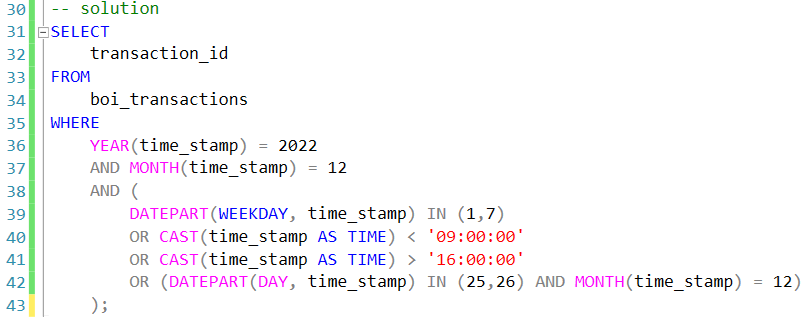 30 -- solution
31 SELECT
32 transaction_id
33 FROM
34 boi_transactions
35 WHERE
36 YEAR(time_stamp) = 2022
37 AND MONTH(time_stamp) = 12
38 AND (
39 DATEPART(WEEKDAY, time_stamp) IN (1,7)
40 OR CAST(time_stamp AS TIME) < '09:00:00'
41 OR CAST(time_stamp AS TIME) > '16:00:00'
42 OR (DATEPART(DAY, time_stamp) IN (25,26) AND MONTH(time_stamp) = 12)
43 );